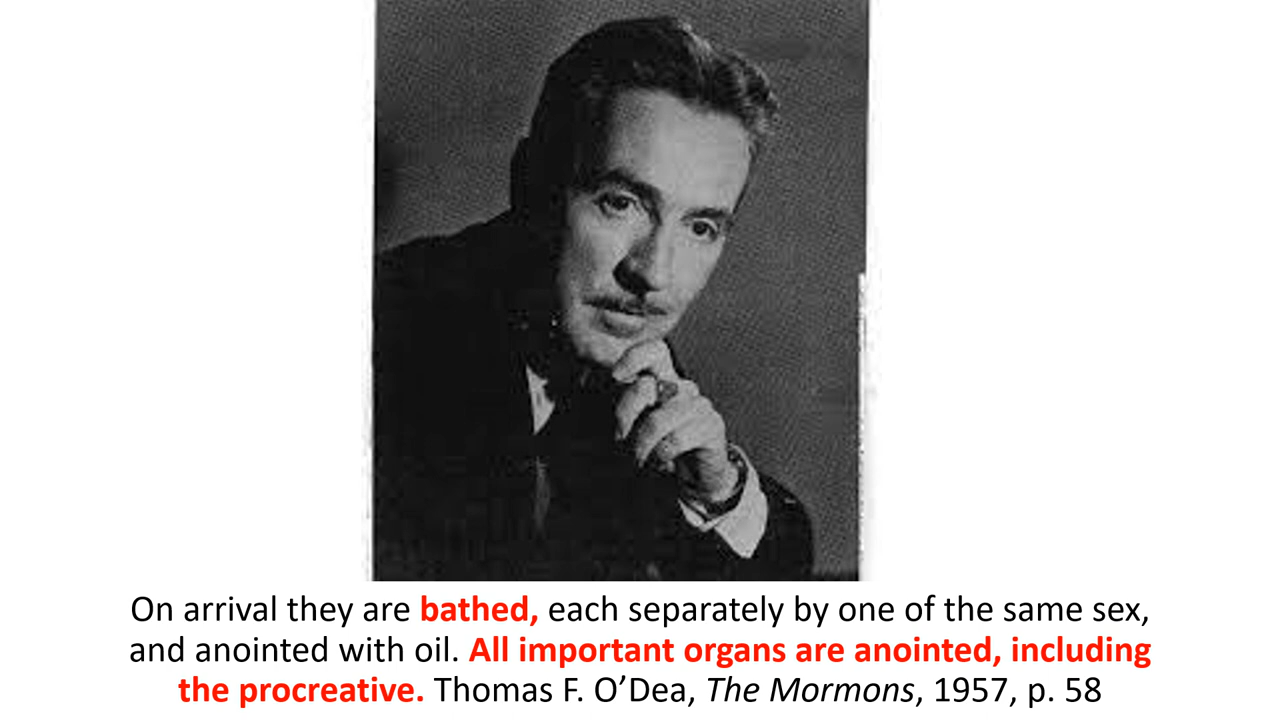 On arrival they are bathed, each separately by one of the same sex,
and anointed with oil. All important organs are anointed, including
the procreative. Thomas F. O’Dea, The Mormons, 1957, p. 58